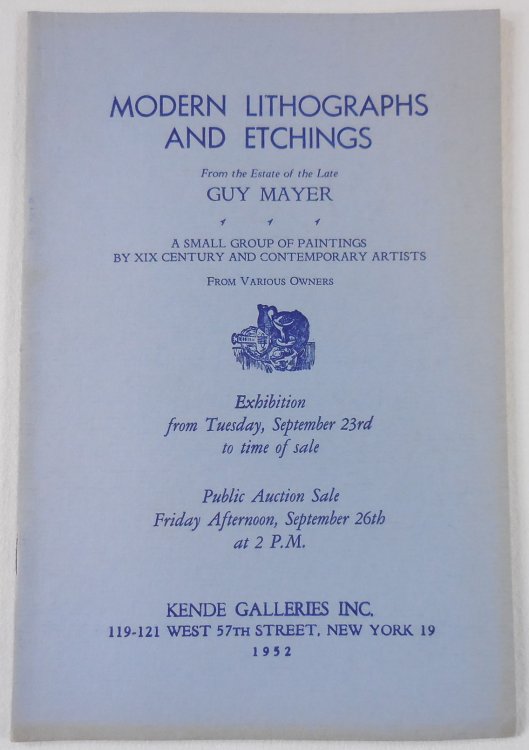 MODERN LITHOGRAPHS
AND ETCHINGS
From the Estate of the Late
GUY MAYER
A SMALL GROUP OF PAINTINGS
BY XIX CENTURY AND CONTEMPORARY ARTISTS
FROM VARIOUS OWNERS
Exhibition
from Tuesday, September 23rd
to time of sale
Public Auction Sale
Friday Afternoon, September 26th
at 2 P.M.
KENDE GALLERIES INC.
119-121 WEST 57TH STREET, NEW YORK 19
1952